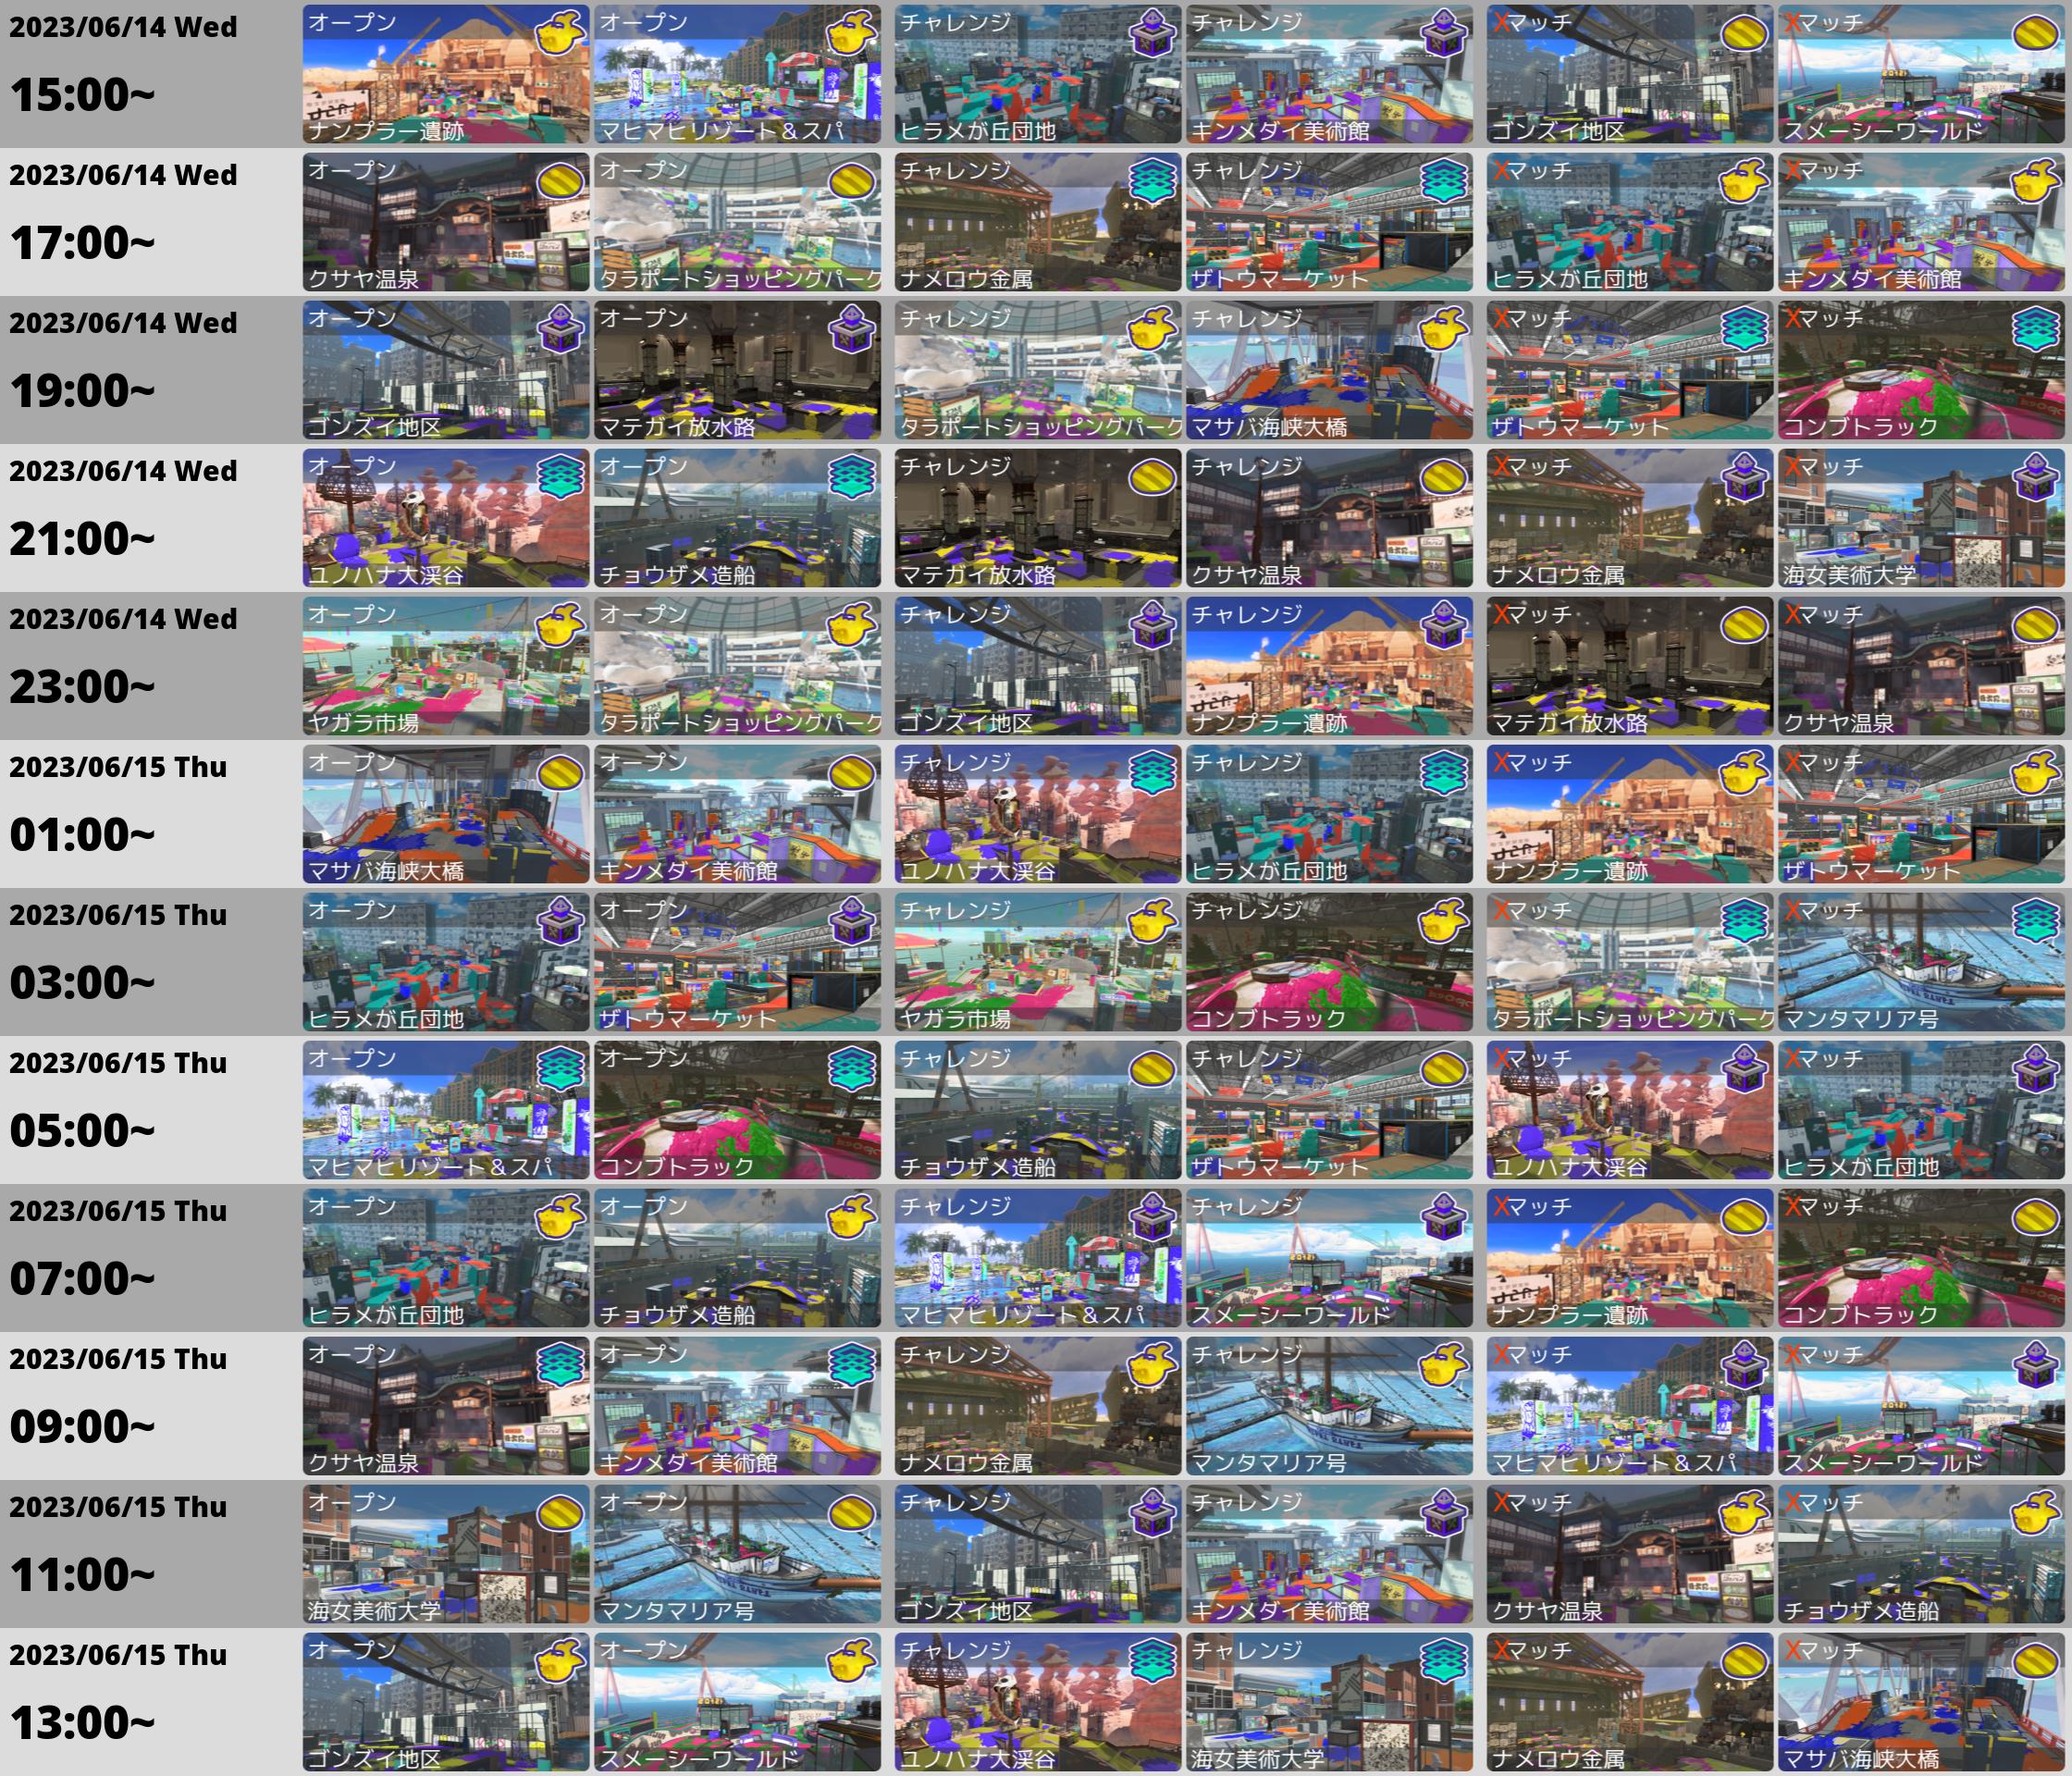 2023/06/14 Wed
15:00~
オープン
ナンプラー遺跡
オープン
マヒマヒリゾート＆スパ
チャレンジ
ヒラメが丘団地
チャレンジ
キンメダイ美術館
Xマッチ
ゴンズイ地区
Xマッチ
スメーシーワールド
2023/06/14 Wed
17:00~
オープン
クサヤ温泉
オープン
タラポートショッピングパーク
チャレンジ
ナメロウ金属
チャレンジ
ザトウマーケット
Xマッチ
ヒラメが丘団地
Xマッチ
キンメダイ美術館
2023/06/14 Wed
19:00~
オープン
ゴンズイ地区
オープン
マテガイ放水路
チャレンジ
タラポートショッピングパーク
チャレンジ
マサバ海峡大橋
Xマッチ
ザトウマーケット
Xマッチ
コンブトラック
2023/06/14 Wed
21:00~
オープン
ユノハナ大渓谷
オープン
チョウザメ造船
チャレンジ
マテガイ放水路
チャレンジ
クサヤ温泉
Xマッチ
ナメロウ金属
Xマッチ
海女美術大学
2023/06/14 Wed
23:00~
オープン
ヤガラ市場
オープン
タラポートショッピングパーク
チャレンジ
ゴンズイ地区
チャレンジ
ナンプラー遺跡
Xマッチ
マテガイ放水路
Xマッチ
クサヤ温泉
2023/06/15 Thu
01:00~
オープン
マサバ海峡大橋
オープン
キンメダイ美術館
チャレンジ
ユノハナ大渓谷
チャレンジ
ヒラメが丘団地
Xマッチ
ナンプラー遺跡
Xマッチ
ザトウマーケット
2023/06/15 Thu
03:00~
オープン
ヒラメが丘団地
オープン
ザトウマーケット
チャレンジ
ヤガラ市場
チャレンジ
コンブトラック
Xマッチ
タラポートショッピングパーク
Xマッチ
マンタマリア号
2023/06/15 Thu
05:00~
オープン
マヒマヒリゾート＆スパ
オープン
コンブトラック
チャレンジ
チョウザメ造船
チャレンジ
ザトウマーケット
Xマッチ
ユノハナ大渓谷
Xマッチ
ヒラメが丘団地
2023/06/15 Thu
07:00~
オープン
ヒラメが丘団地
オープン
チョウザメ造船
チャレンジ
マヒマヒリゾート＆スパ
チャレンジ
スメーシーワールド
Xマッチ
ナンプラー遺跡
Xマッチ
コンブトラック
2023/06/15 Thu
09:00~
オープン
クサヤ温泉
オープン
キンメダイ美術館
チャレンジ
ナメロウ金属
チャレンジ
マンタマリア号
Xマッチ
マヒマヒリゾート＆スパ
Xマッチ
スメーシーワールド
2023/06/15 Thu
11:00~
オープン
海女美術大学
オープン
マンタマリア号
チャレンジ
ゴンズイ地区
チャレンジ
キンメダイ美術館
Xマッチ
クサヤ温泉
Xマッチ
チョウザメ造船
2023/06/15 Thu
13:00~
オープン
ゴンズイ地区
オープン
スメーシーワールド
チャレンジ
ユノハナ大渓谷
チャレンジ
海女美術大学
Xマッチ
ナメロウ金属
Xマッチ
マサバ海峡大橋